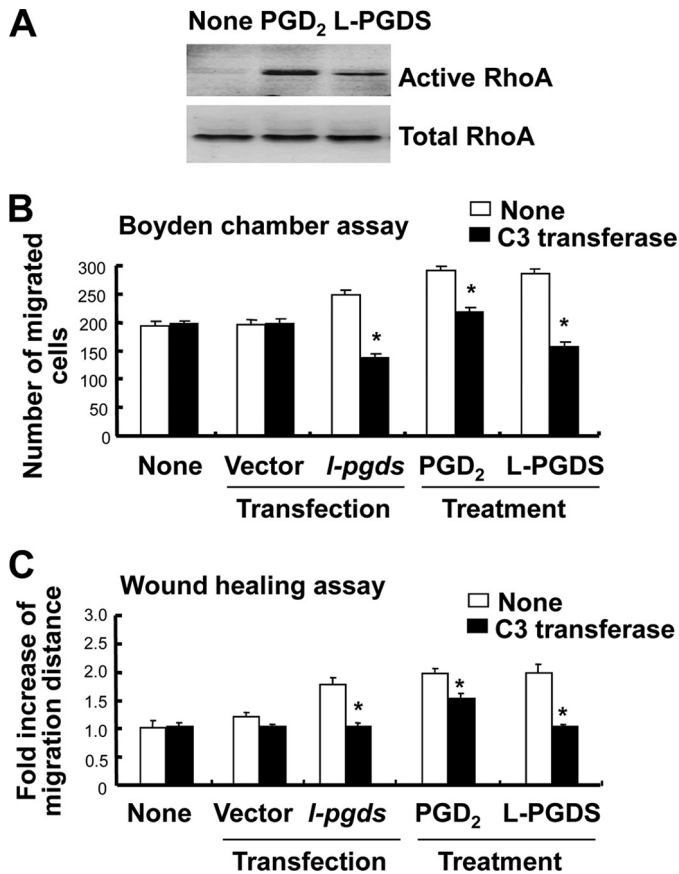 A
None PGD₂ L-PGDS
Active RhoA
Total RhoA
B
Boyden chamber assay
None
C3 transferase
Number of migrated
cells
300
250
200
150
100
50
0
*
*
*
None Vector l-pgds PGD₂ L-PGDS
Transfection Treatment
C
Wound healing assay
None
C3 transferase
Fold increase of
migration distance
3.0
2.5
2.0
1.5
1.0
0.5
0
*
*
*
None Vector l-pgds PGD₂ L-PGDS
Transfection Treatment